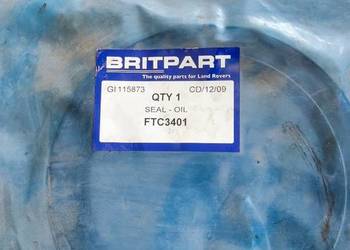 BRITPART
The quality parts for Land Rovers
GI115873 CD/12/09
QTY 1
SEAL - OIL
FTC3401